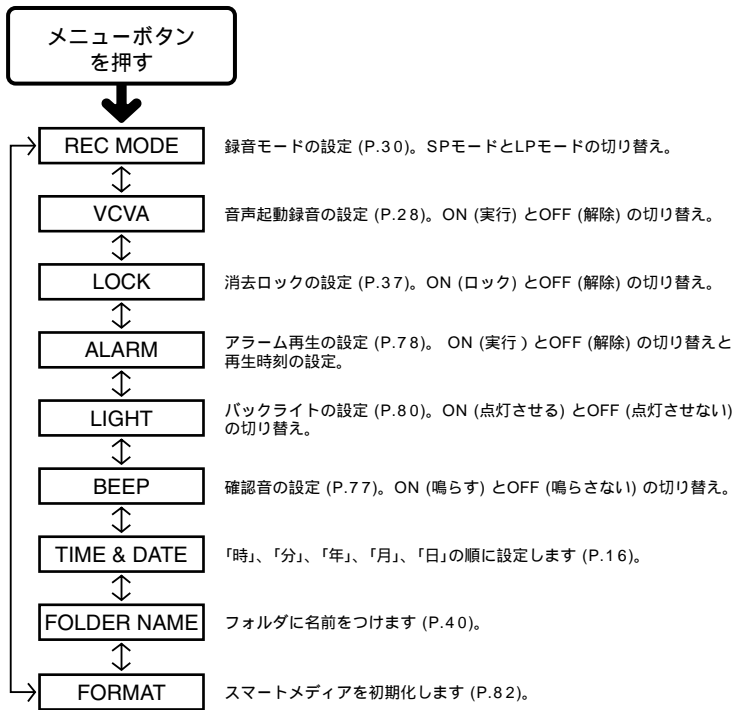 メニューボタン
を押す
REC MODE
録音モードの設定 (P.30)。SPモードとLPモードの切り替え。
VCVA
音声起動録音の設定 (P.28)。ON (実行) とOFF (解除) の切り替え。
LOCK
消去ロックの設定 (P.37)。ON (ロック) とOFF (解除) の切り替え。
ALARM
アラーム再生の設定 (P.78)。 ON (実行 ) とOFF (解除) の切り替えと
再生時刻の設定。
LIGHT
バックライトの設定 (P.80)。ON (点灯させる) とOFF (点灯させない)
の切り替え。
BEEP
確認音の設定 (P.77)。ON (鳴らす) とOFF (鳴らさない) の切り替え。
TIME & DATE
「時」、「分」、「年」、「月」、「日」の順に設定します (P.16)。
FOLDER NAME
フォルダに名前をつけます (P.40)。
FORMAT
スマートメディアを初期化します (P.82)。